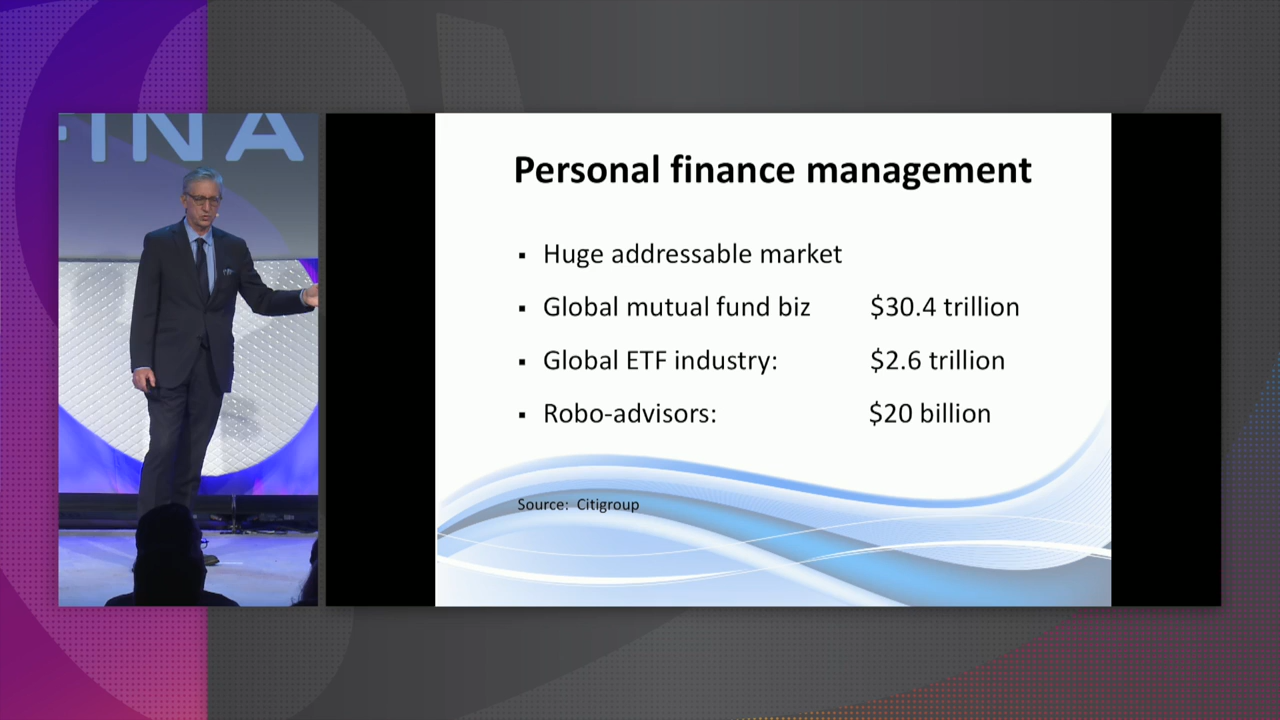 FINA
Personal finance management
▪ Huge addressable market
▪ Global mutual fund biz $30.4 trillion
▪ Global ETF industry: $2.6 trillion
▪ Robo-advisors: $20 billion
Source: Citigroup